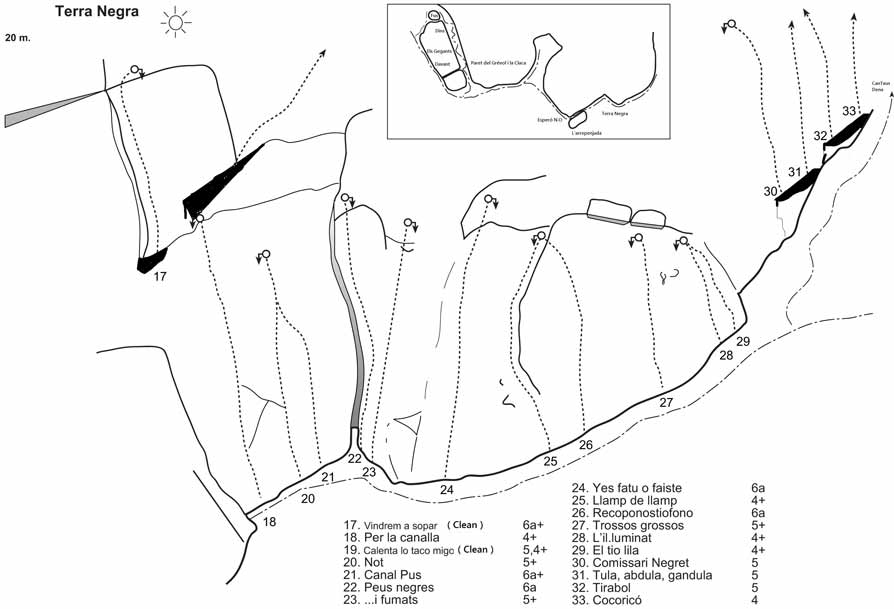 Terra Negra
20 m.
Fus
Dins
Els Gegants
Davant
Paret del Grévol i la Claca
Esperó N.O
Terra Negra
L'arrepenjada
CanTaus
Dena
33
32
31
30
17
29
28
27
26
25
22
23
21
24
20
18
17. Vindrem a sopar ( Clean ) 6a+
18. Per la canalla 4+
19. Calenta lo taco migo ( Clean ) 5,4+
20. Not 5+
21. Canal Pus 6a+
22. Peus negres 6a
23. ...i fumats 5+
24. Yes fatu o faiste 6a
25. Llamp de llamp 4+
26. Recoponostiofono 6a
27. Trossos grossos 5+
28. L'il.luminat 4+
29. El tio lila 4+
30. Comissari Negret 5
31. Tula, abdula, gandula 5
32. Tirabol 5
33. Cocoricó 4